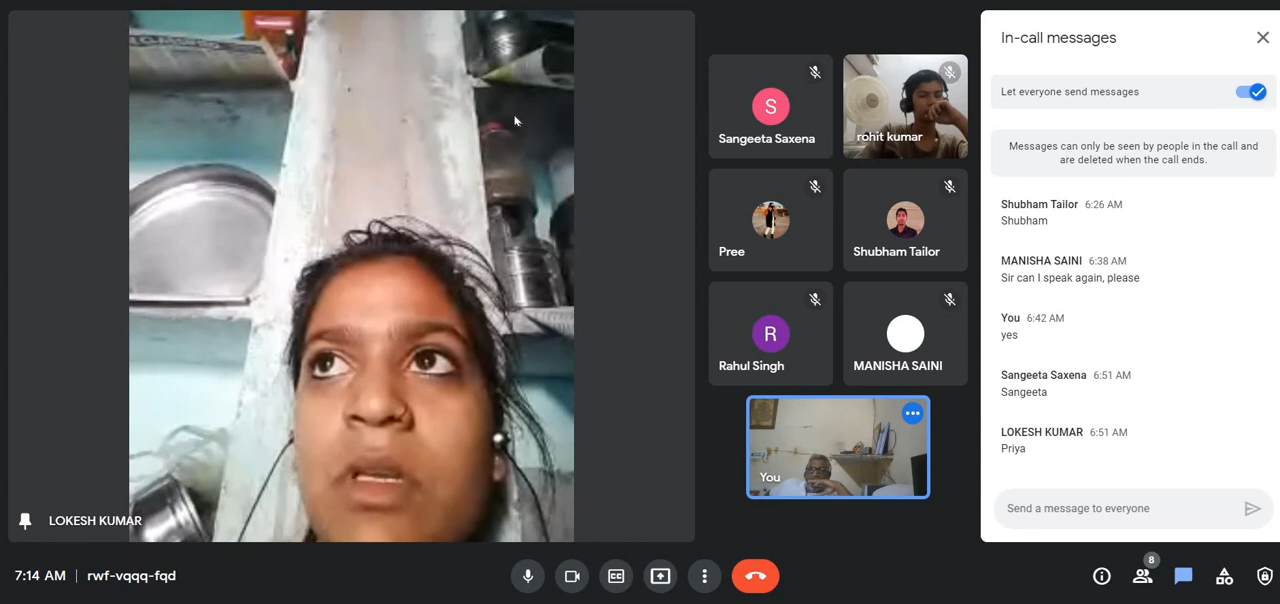 LOKESH KUMAR
S
Sangeeta Saxena
rohit kumar
Pree
Shubham Tailor
R
Rahul Singh
MANISHA SAINI
You
In-call messages
Let everyone send messages
Messages can only be seen by people in the call and
are deleted when the call ends.
Shubham Tailor 6:26 AM
Shubham
MANISHA SAINI 6:38 AM
Sir can I speak again, please
You 6:42 AM
yes
Sangeeta Saxena 6:51 AM
Sangeeta
LOKESH KUMAR 6:51 AM
Priya
Send a message to everyone
7:14 AM | rwf-vqqq-fqd
CC
8